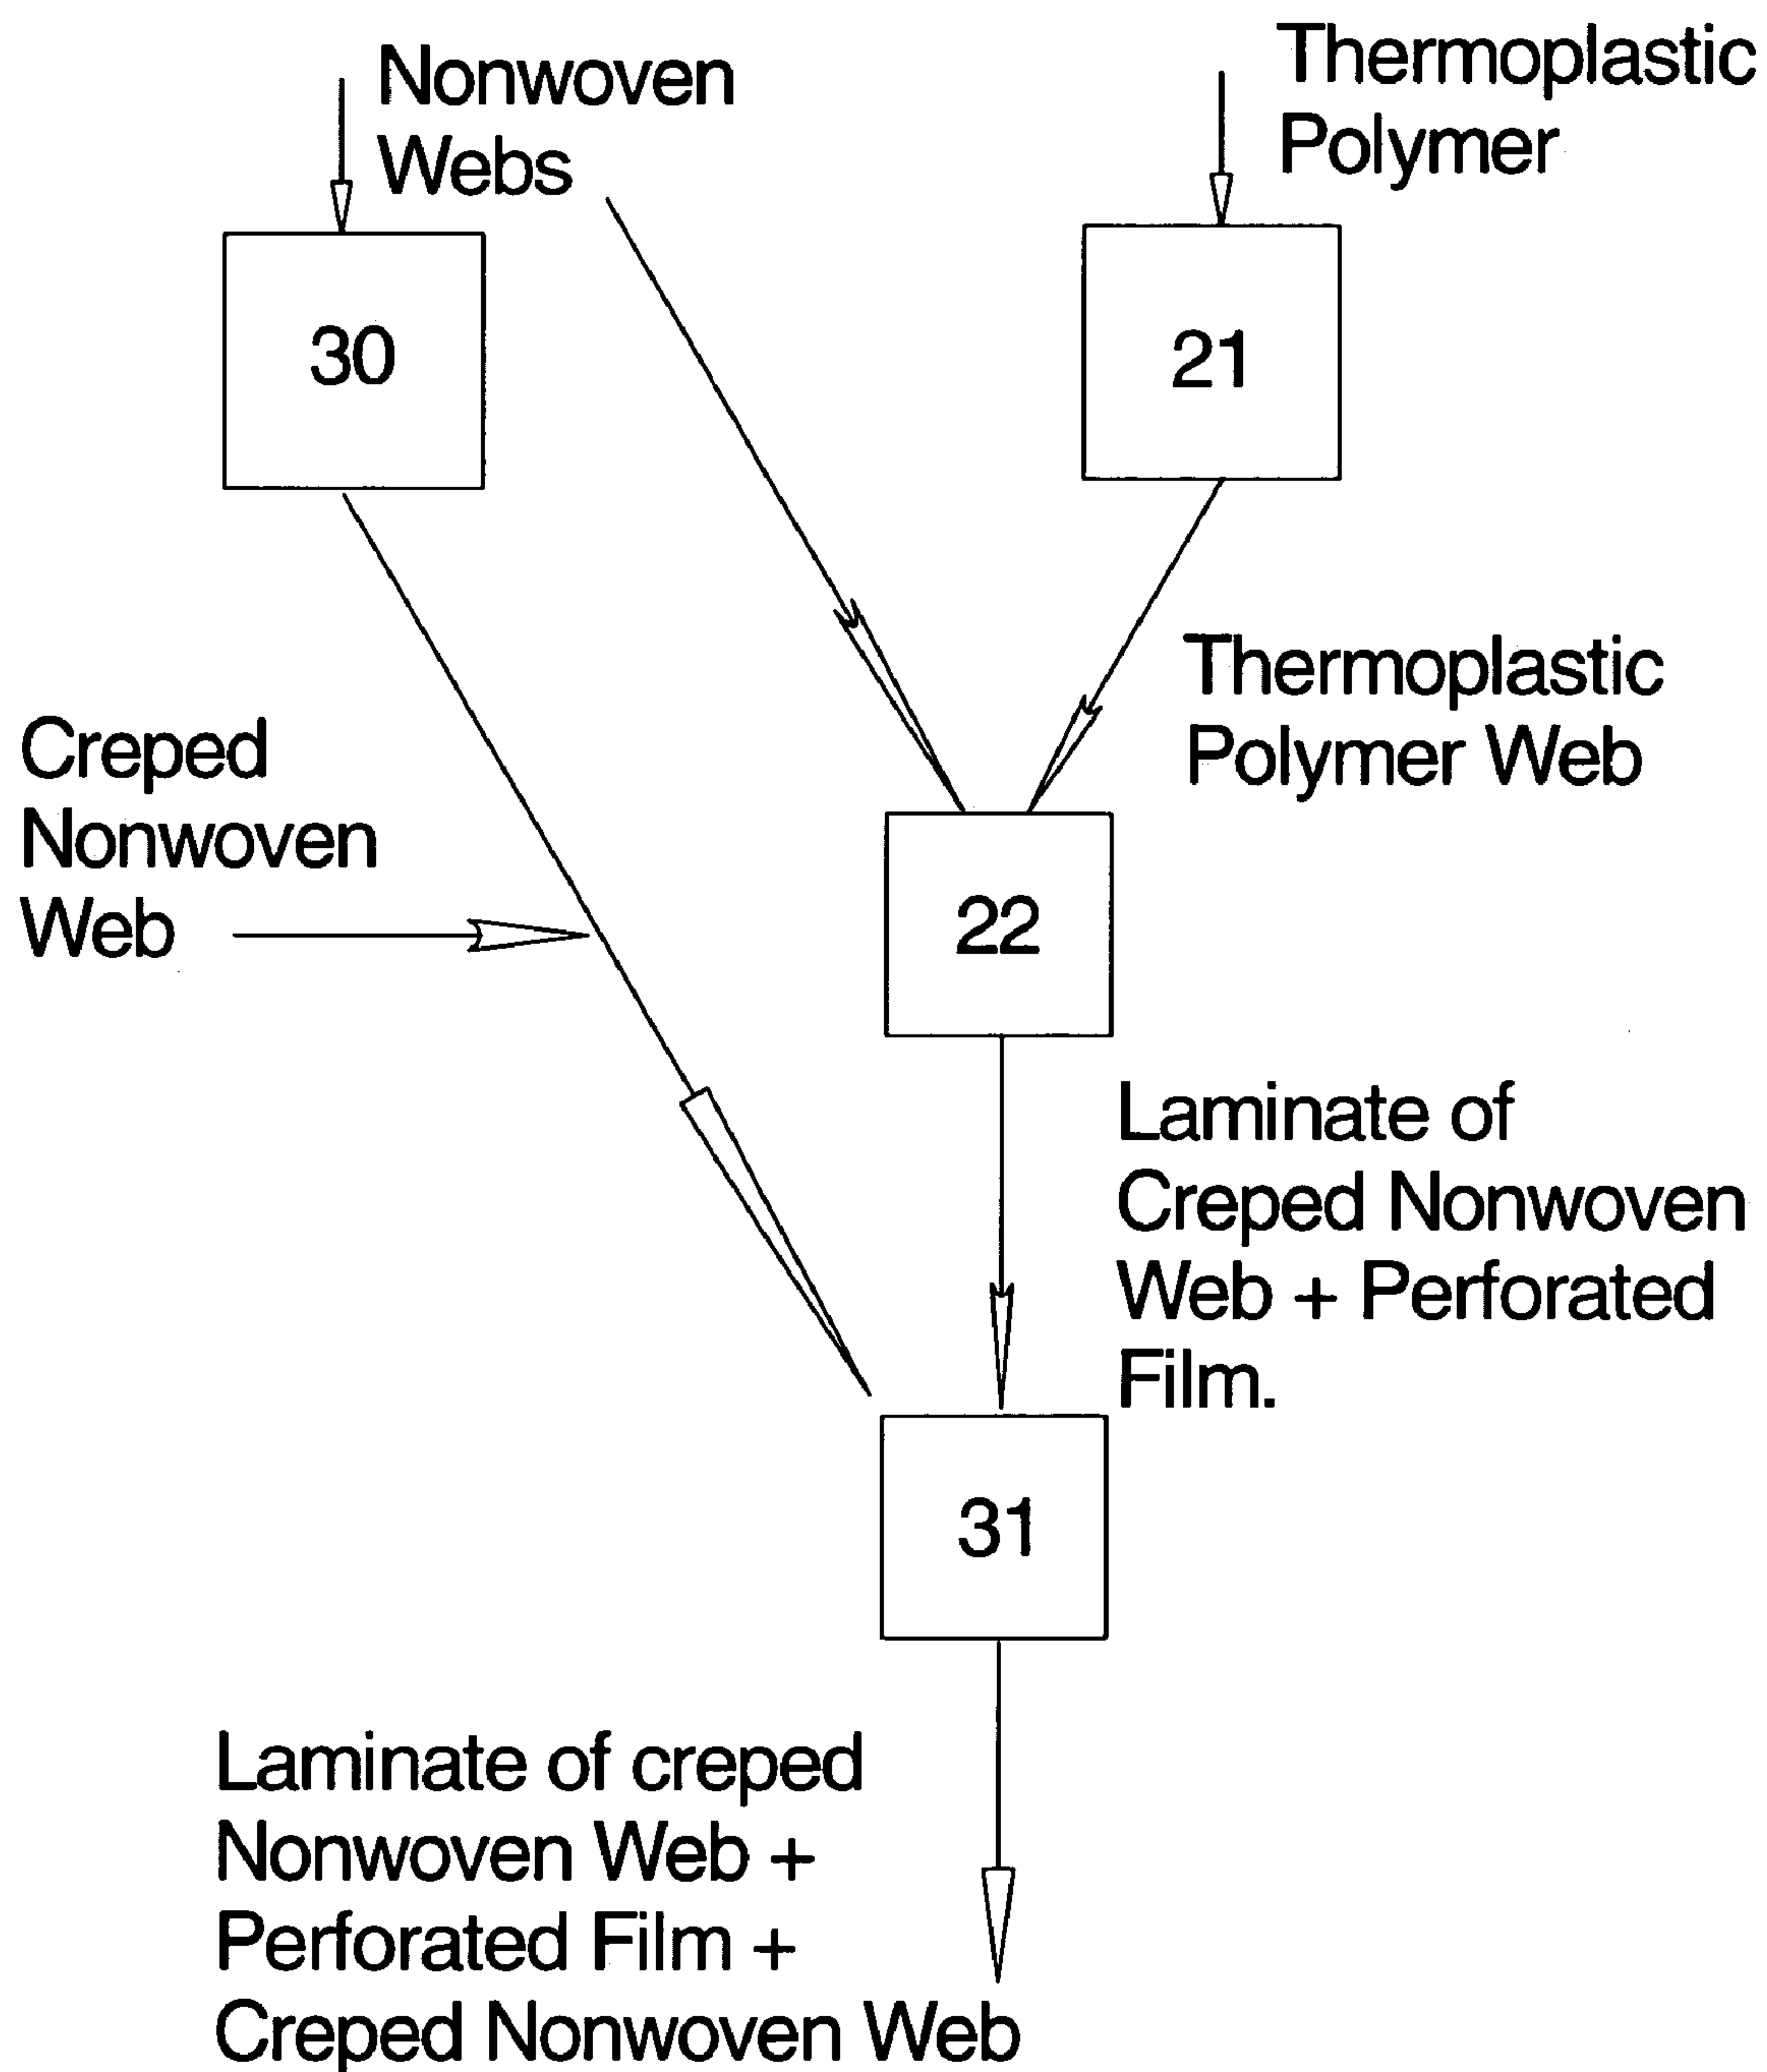 Nonwoven
Webs
Thermoplastic
Polymer
30
21
Thermoplastic
Polymer Web
Creped
Nonwoven
Web
22
Laminate of
Creped Nonwoven
Web + Perforated
Film.
31
Laminate of creped
Nonwoven Web +
Perforated Film +
Creped Nonwoven Web